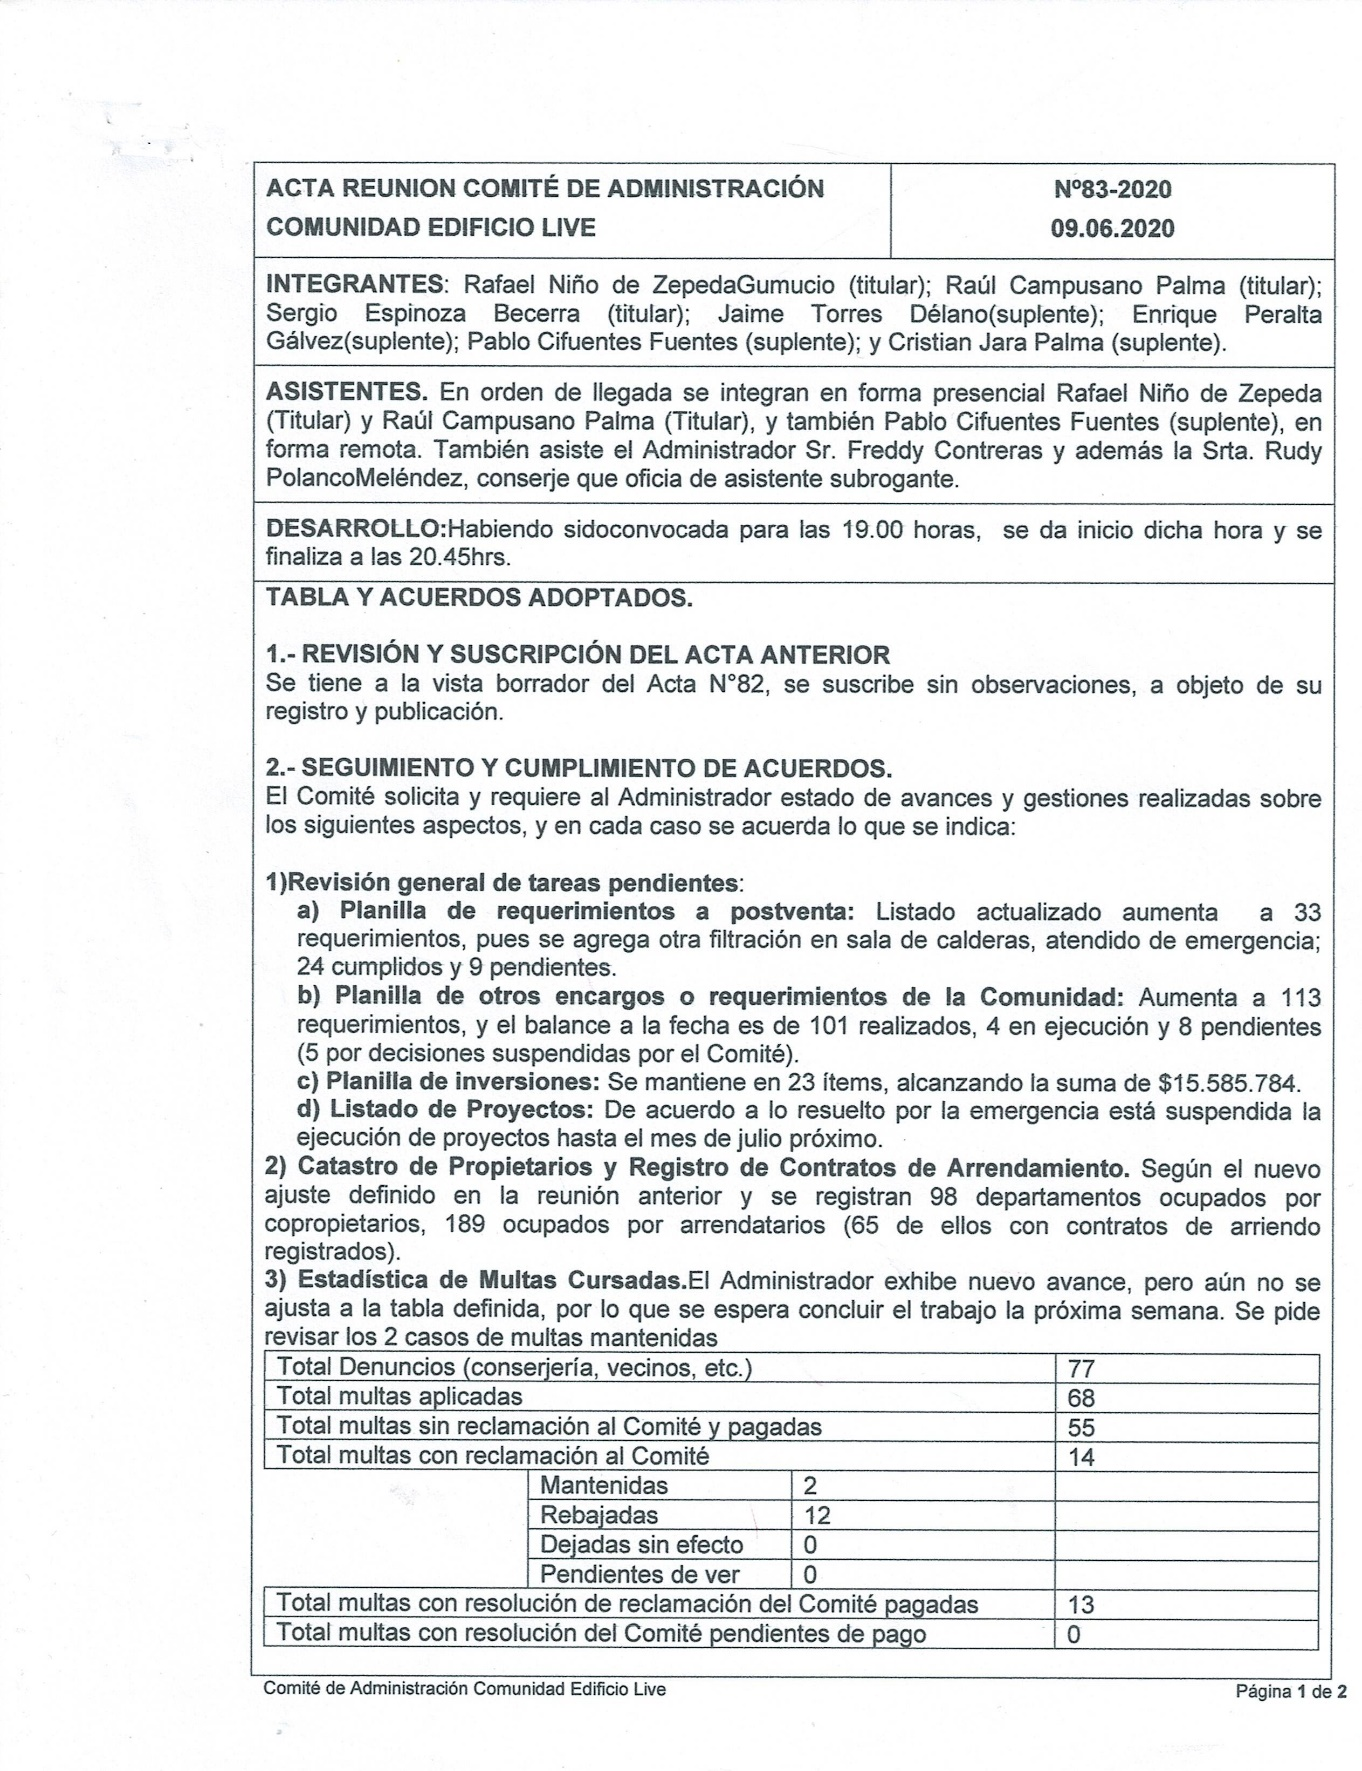 ACTA REUNION COMITÉ DE ADMINISTRACIÓN
COMUNIDAD EDIFICIO LIVE
Nº83-2020
09.06.2020
INTEGRANTES: Rafael Niño de ZepedaGumucio (titular); Raúl Campusano Palma (titular);
Sergio Espinoza Becerra (titular); Jaime Torres Délano(suplente); Enrique Peralta
Gálvez(suplente); Pablo Cifuentes Fuentes (suplente); y Cristian Jara Palma (suplente).
ASISTENTES. En orden de llegada se integran en forma presencial Rafael Niño de Zepeda
(Titular) y Raúl Campusano Palma (Titular), y también Pablo Cifuentes Fuentes (suplente), en
forma remota. También asiste el Administrador Sr. Freddy Contreras y además la Srta. Rudy
PolancoMeléndez, conserje que oficia de asistente subrogante.
DESARROLLO:Habiendo sidoconvocada para las 19.00 horas, se da inicio dicha hora y se
finaliza a las 20.45hrs.
TABLA Y ACUERDOS ADOPTADOS.
1.- REVISIÓN Y SUSCRIPCIÓN DEL ACTA ANTERIOR
Se tiene a la vista borrador del Acta N°82, se suscribe sin observaciones, a objeto de su
registro y publicación.
2.- SEGUIMIENTO Y CUMPLIMIENTO DE ACUERDOS.
El Comité solicita y requiere al Administrador estado de avances y gestiones realizadas sobre
los siguientes aspectos, y en cada caso se acuerda lo que se indica:
1)Revisión general de tareas pendientes:
a) Planilla de requerimientos a postventa: Listado actualizado aumenta a 33
requerimientos, pues se agrega otra filtración en sala de calderas, atendido de emergencia;
24 cumplidos y 9 pendientes.
b) Planilla de otros encargos o requerimientos de la Comunidad: Aumenta a 113
requerimientos, y el balance a la fecha es de 101 realizados, 4 en ejecución y 8 pendientes
(5 por decisiones suspendidas por el Comité).
c) Planilla de inversiones: Se mantiene en 23 ítems, alcanzando la suma de $15.585.784.
d) Listado de Proyectos: De acuerdo a lo resuelto por la emergencia está suspendida la
ejecución de proyectos hasta el mes de julio próximo.
2) Catastro de Propietarios y Registro de Contratos de Arrendamiento. Según el nuevo
ajuste definido en la reunión anterior y se registran 98 departamentos ocupados por
copropietarios, 189 ocupados por arrendatarios (65 de ellos con contratos de arriendo
registrados).
3) Estadística de Multas Cursadas.El Administrador exhibe nuevo avance, pero aún no se
ajusta a la tabla definida, por lo que se espera concluir el trabajo la próxima semana. Se pide
revisar los 2 casos de multas mantenidas
Total Denuncios (conserjería, vecinos, etc.) 77
Total multas aplicadas 68
Total multas sin reclamación al Comité y pagadas 55
Total multas con reclamación al Comité 14
Mantenidas 2
Rebajadas 12
Dejadas sin efecto 0
Pendientes de ver 0
Total multas con resolución de reclamación del Comité pagadas 13
Total multas con resolución del Comité pendientes de pago 0
Comité de Administración Comunidad Edificio Live
Página 1 de 2